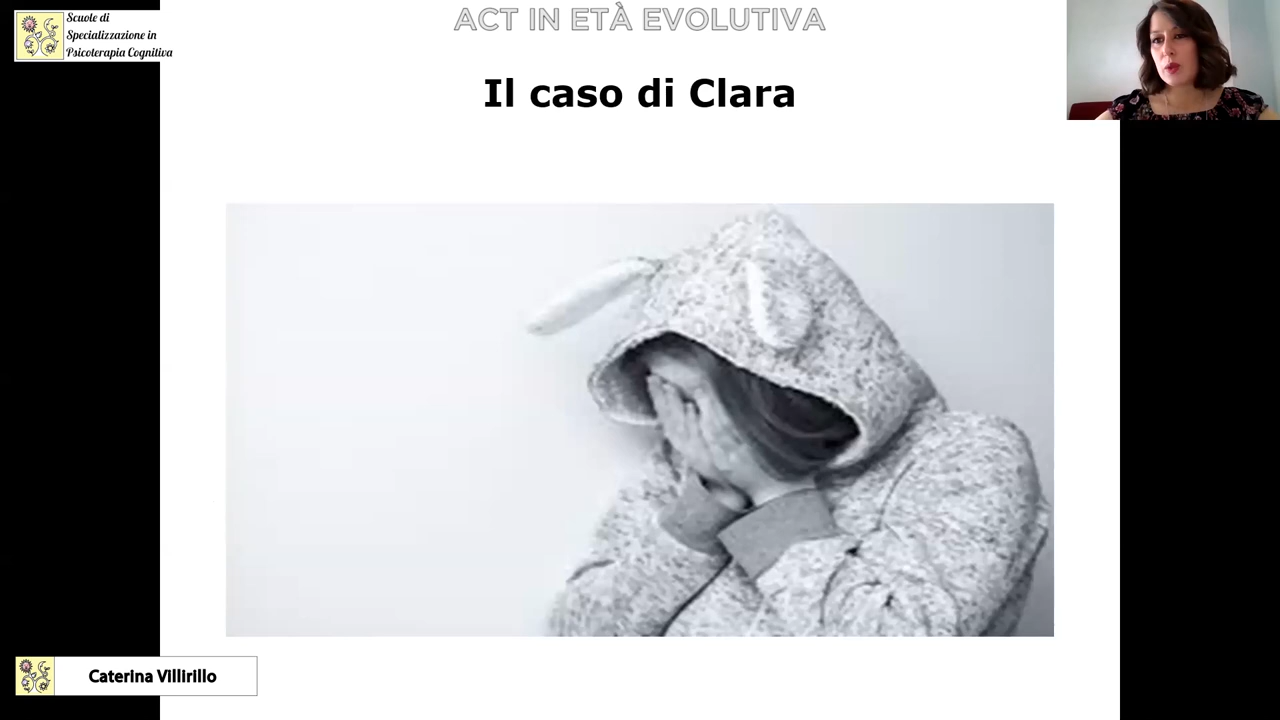 Scuole di
Specializzazione in
Psicoterapia Cognitiva
ACT IN ETÀ EVOLUTIVA
Il caso di Clara
Caterina Villirillo